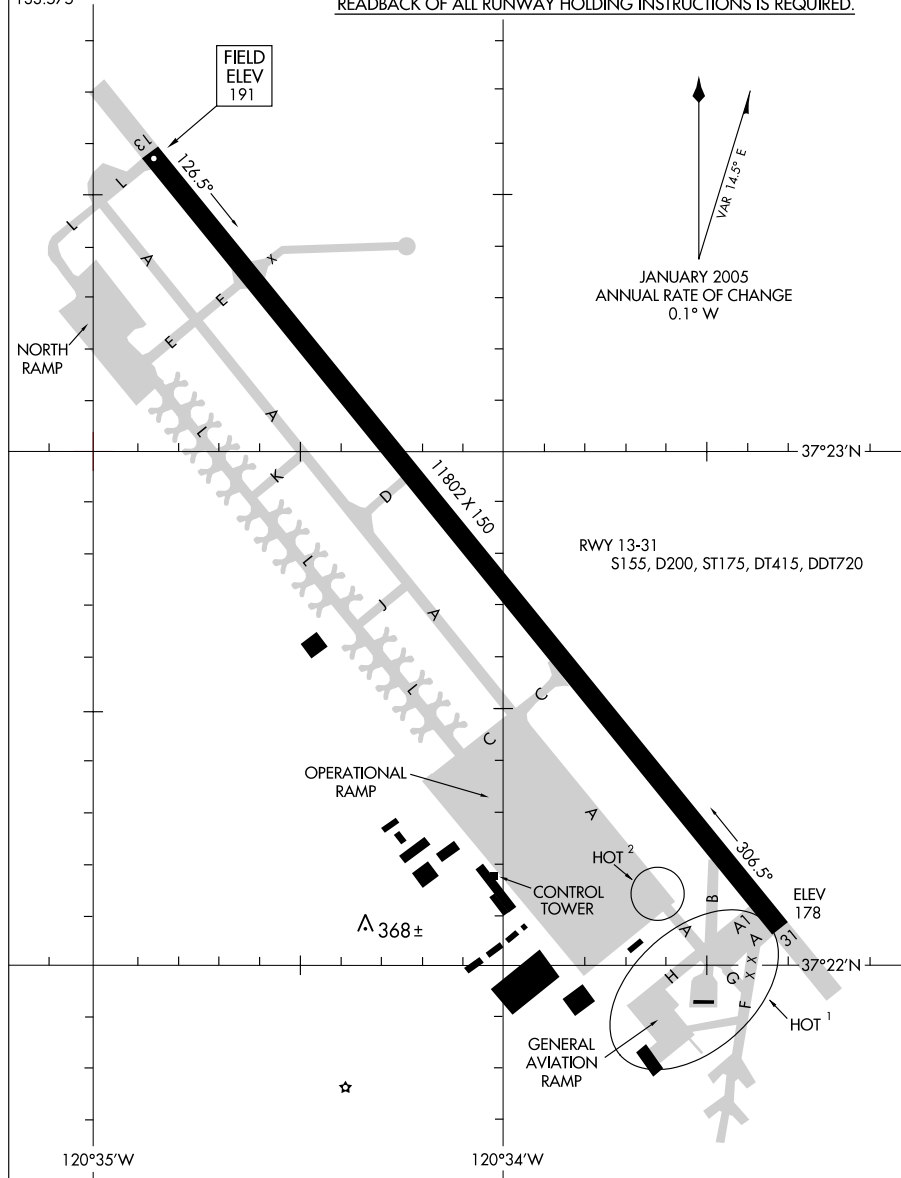 READBACK OF ALL RUNWAY HOLDING INSTRUCTIONS IS REQUIRED.
FIELD
ELEV
191
13
126.5°
VAR 14.5° E
JANUARY 2005
ANNUAL RATE OF CHANGE
0.1° W
L
L
A
X
E
E
NORTH
RAMP
A
L
K
D
37°23'N
11802 X 150
RWY 13-31
S155, D200, ST175, DT415, DDT720
L
J
A
L
C
C
OPERATIONAL
RAMP
A
306.5°
HOT 2
ELEV
178
B
CONTROL
TOWER
A1
A
A
31
368±
37°22'N
H
G
X
X
F
HOT 1
GENERAL
AVIATION
RAMP
120°35'W
120°34'W